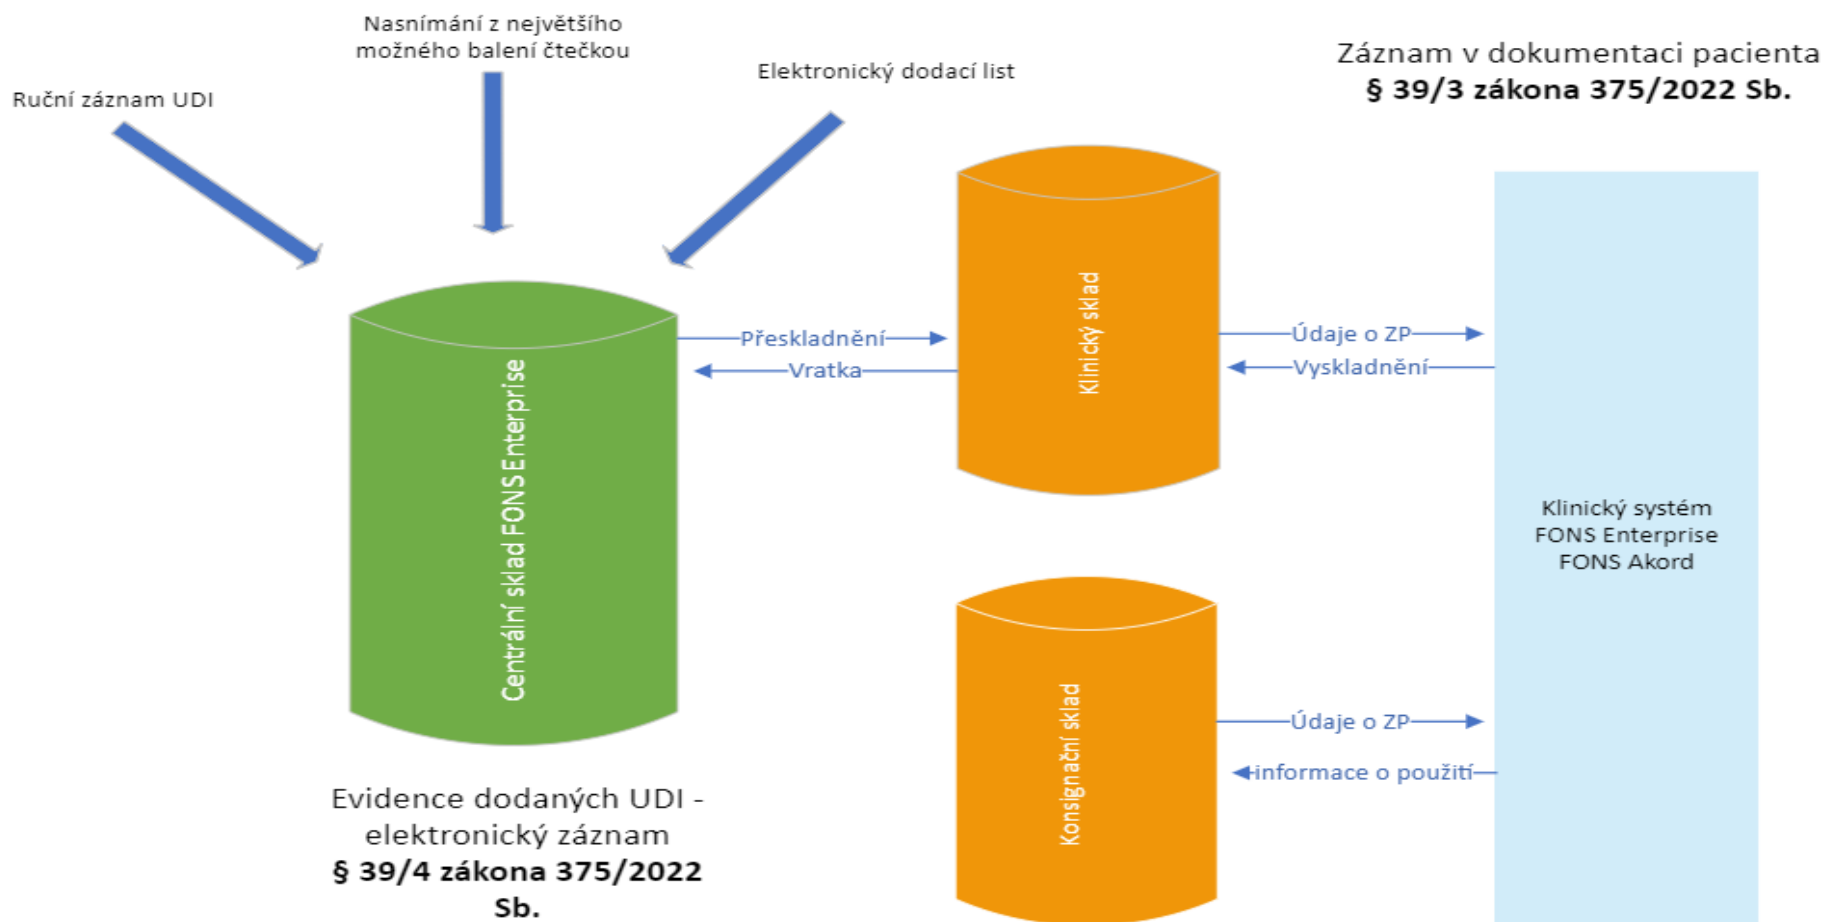 Nasnímání z největšího
možného balení čtečkou
Ruční záznam UDI
Elektronický dodací list
Záznam v dokumentaci pacienta
§ 39/3 zákona 375/2022 Sb.
Centrální sklad FONS Enterprise
Přeskladnění
Vratka
Klinický sklad
Údaje o ZP
Vyskladnění
Klinický systém
FONS Enterprise
FONS Akord
Konsignační sklad
Údaje o ZP
informace o použití
Evidence dodaných UDI -
elektronický záznam
§ 39/4 zákona 375/2022
Sb.